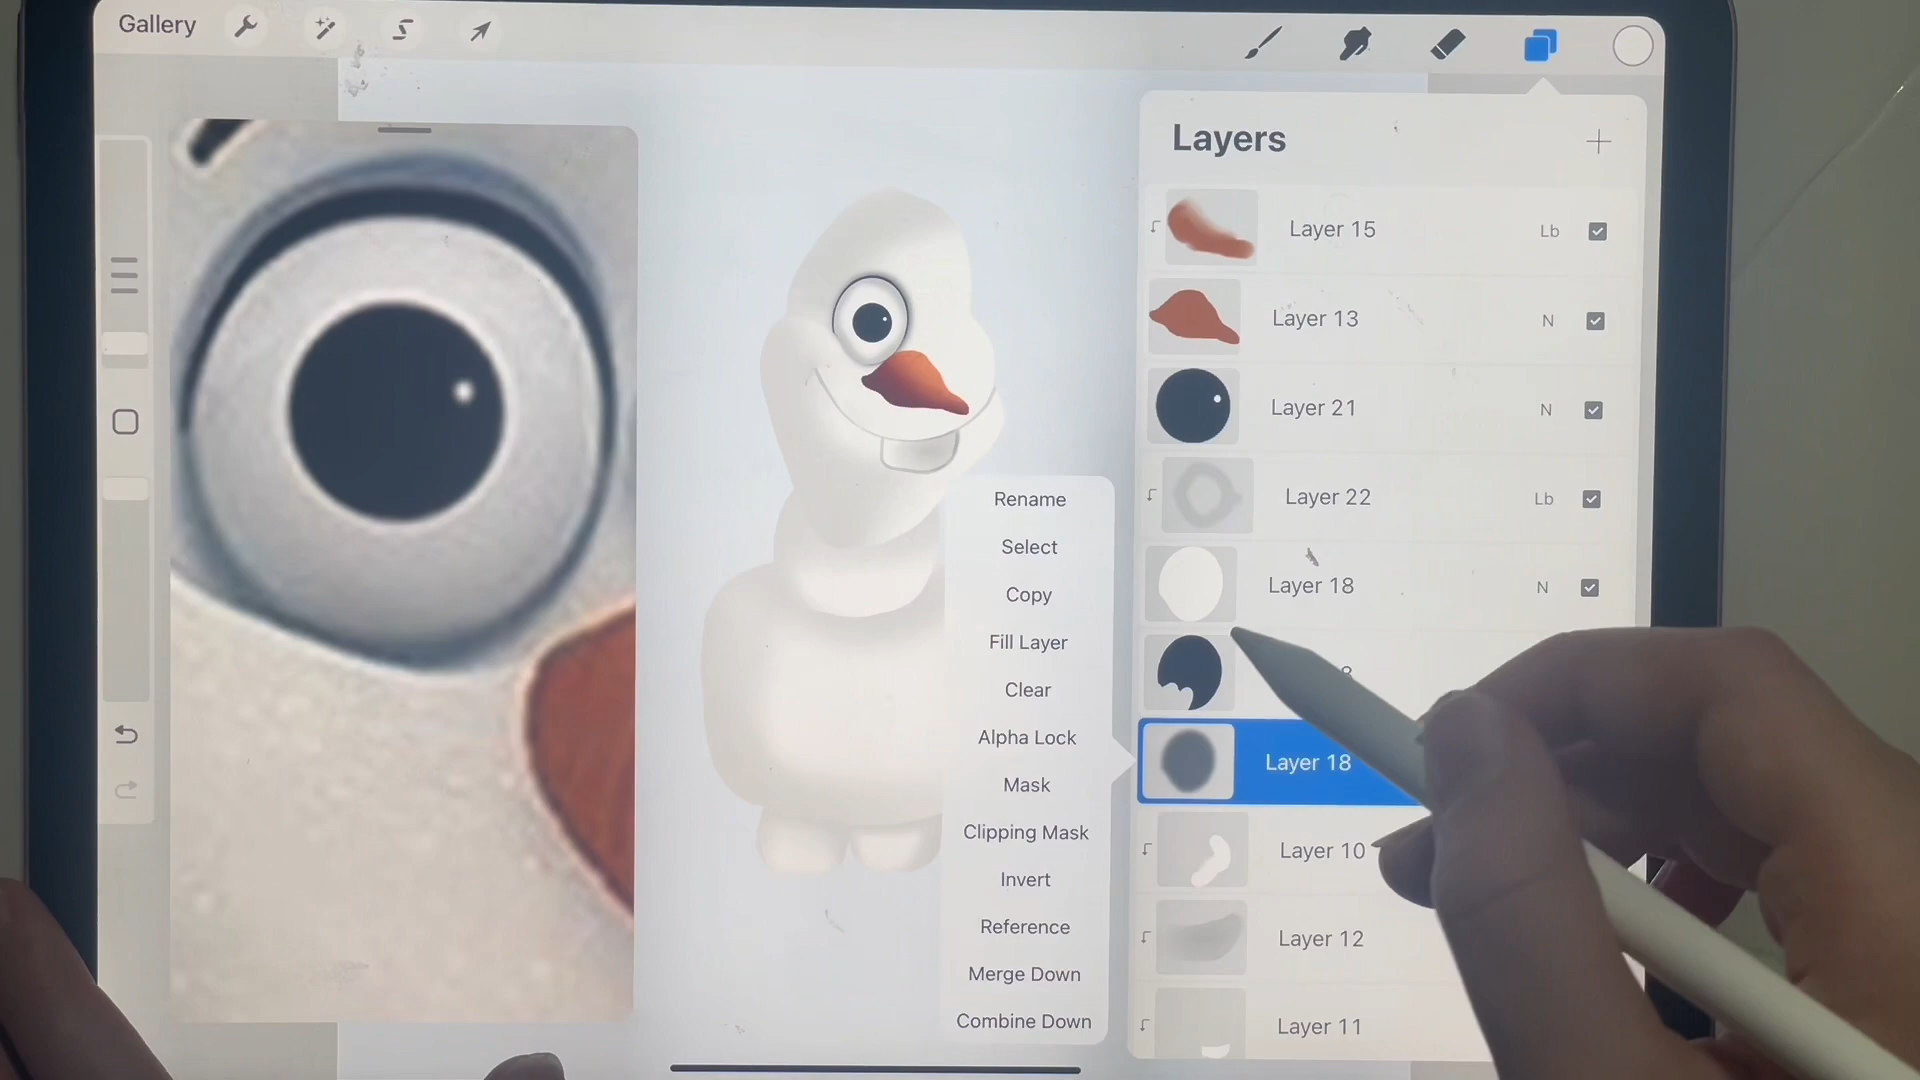 Gallery
Layers
Layer 15 Lb
Layer 13 N
Layer 21 N
Layer 22 Lb
Layer 18 N
8
Layer 18
Layer 10
Layer 12
Layer 11
Rename
Select
Copy
Fill Layer
Clear
Alpha Lock
Mask
Clipping Mask
Invert
Reference
Merge Down
Combine Down